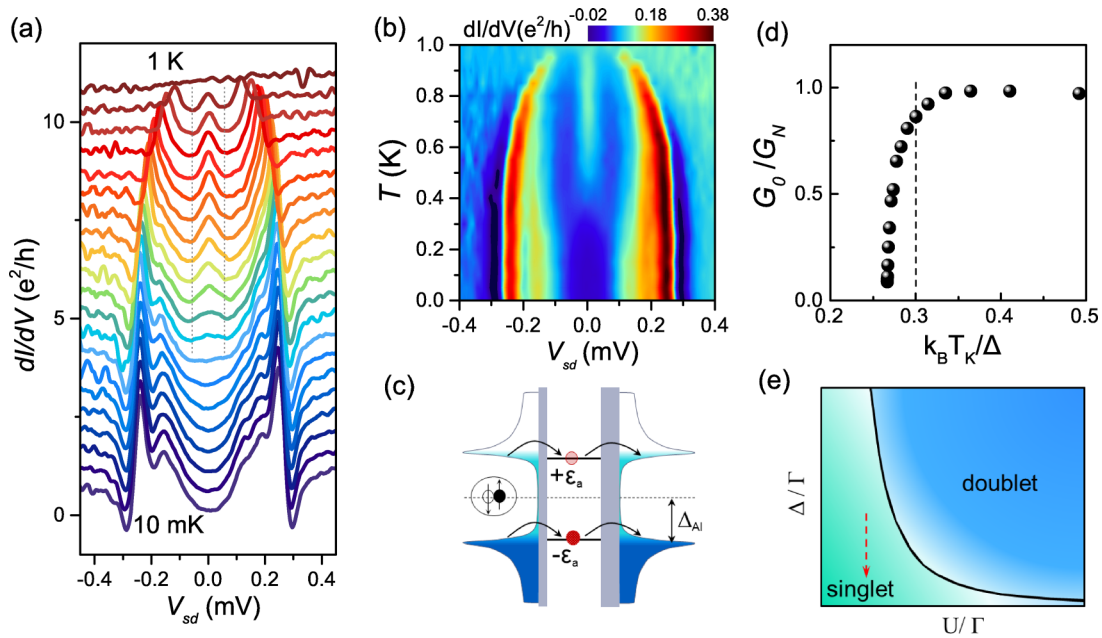 (a)
1 K
10
5
0
10 mK
dI/dV (e²/h)
-0.4 -0.2 0.0 0.2 0.4
V_sd (mV)
(b)
dI/dV(e²/h)
-0.02 0.18 0.38
1.0
0.8
0.6
0.4
0.2
0.0
T (K)
-0.4 -0.2 0.0 0.2 0.4
V_sd (mV)
(c)
+ε_a
Δ_Al
-ε_a
(d)
1.0
0.5
0.0
G_0/G_N
0.2 0.3 0.4 0.5
k_B T_K/Δ
(e)
Δ/Γ
doublet
singlet
U/Γ